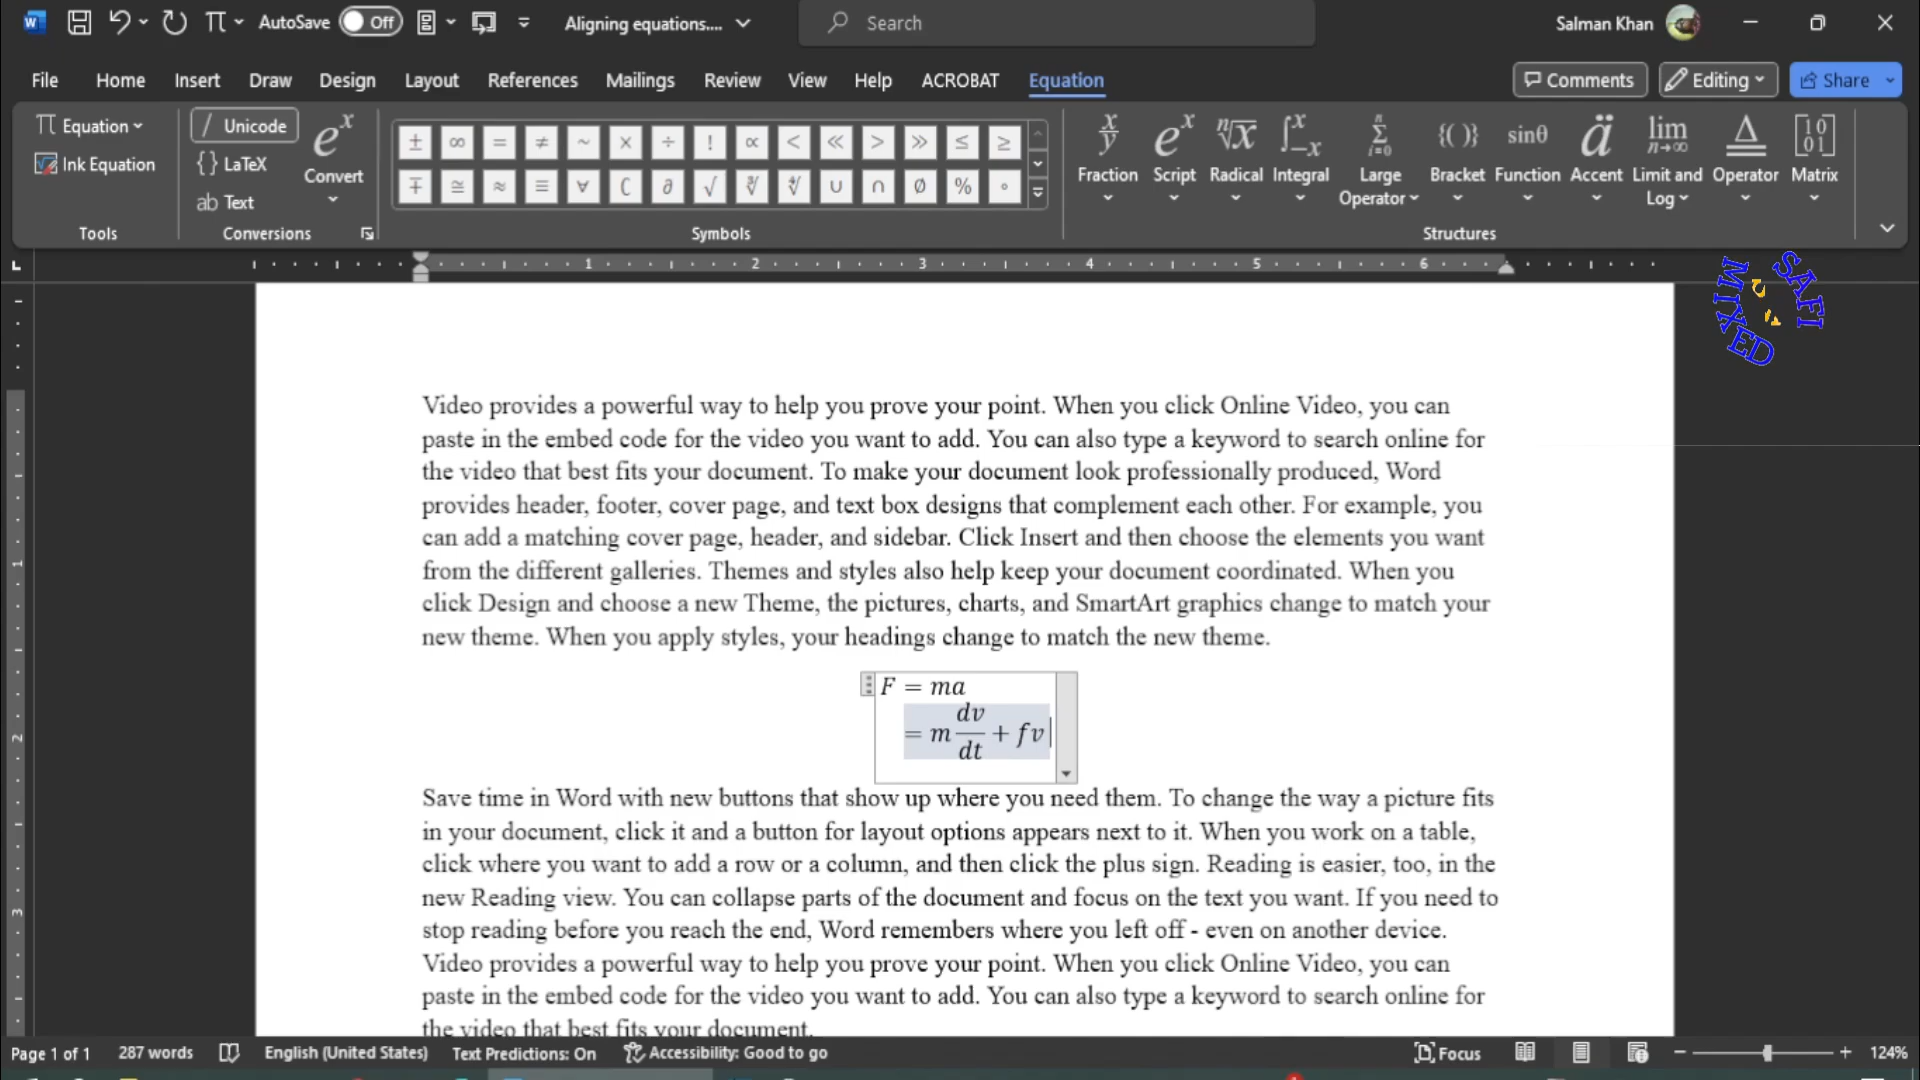 W AutoSave Off Aligning equations.... Search Salman Khan
File Home Insert Draw Design Layout References Mailings Review View Help ACROBAT Equation Comments Editing Share
π Equation
Ink Equation
Tools
/ Unicode
{} LaTeX
ab Text
eˣ Convert
Conversions
± ∞ = ≠ ~ × ÷ ! ∝ < ≪ > ≫ ≤ ≥
∓ ≅ ≈ ≡ ∀ ∁ ∂ √ ∛ ∜ ∪ ∩ ∅ % °
Symbols
Fraction Script Radical Integral Large Operator Bracket Function Accent Limit and Log Operator Matrix
Structures
1 2 3 4 5 6
SAFI
MIXED
Video provides a powerful way to help you prove your point. When you click Online Video, you can
paste in the embed code for the video you want to add. You can also type a keyword to search online for
the video that best fits your document. To make your document look professionally produced, Word
provides header, footer, cover page, and text box designs that complement each other. For example, you
can add a matching cover page, header, and sidebar. Click Insert and then choose the elements you want
from the different galleries. Themes and styles also help keep your document coordinated. When you
click Design and choose a new Theme, the pictures, charts, and SmartArt graphics change to match your
new theme. When you apply styles, your headings change to match the new theme.
F = ma
= m dv/dt + fv
Save time in Word with new buttons that show up where you need them. To change the way a picture fits
in your document, click it and a button for layout options appears next to it. When you work on a table,
click where you want to add a row or a column, and then click the plus sign. Reading is easier, too, in the
new Reading view. You can collapse parts of the document and focus on the text you want. If you need to
stop reading before you reach the end, Word remembers where you left off - even on another device.
Video provides a powerful way to help you prove your point. When you click Online Video, you can
paste in the embed code for the video you want to add. You can also type a keyword to search online for
the video that best fits your document.
Page 1 of 1 287 words English (United States) Text Predictions: On Accessibility: Good to go Focus 124%